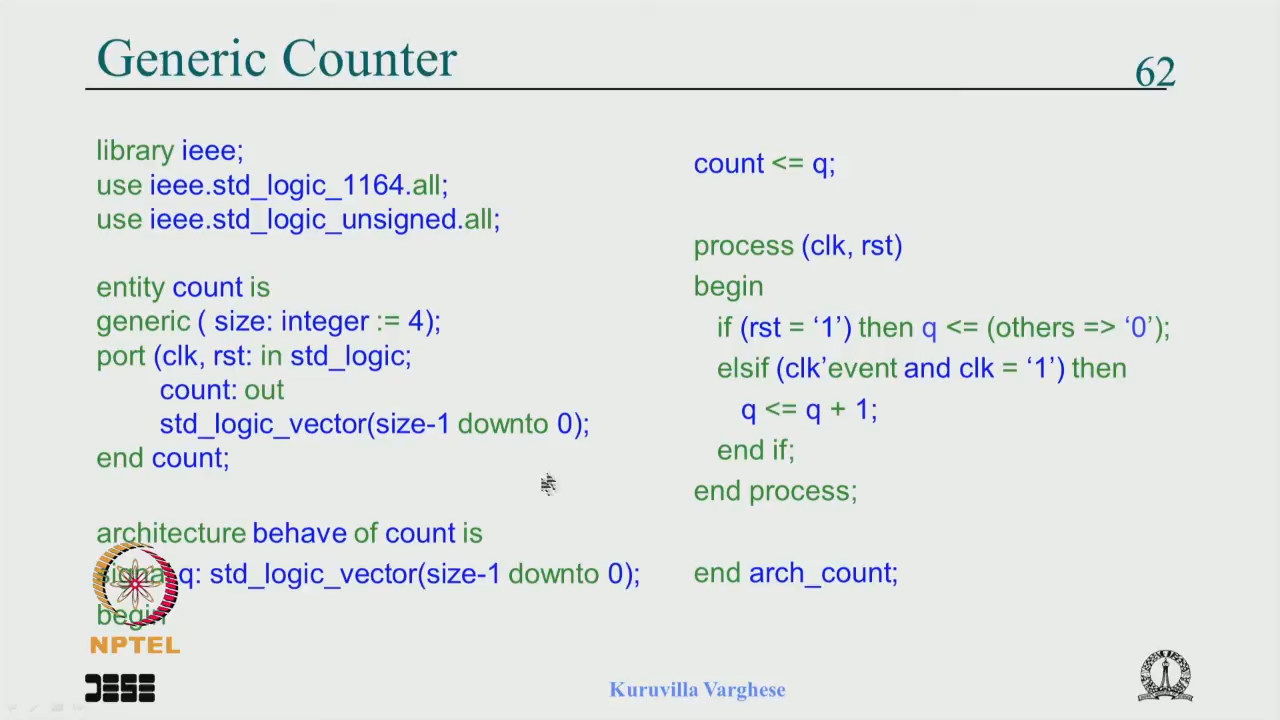 Generic Counter
62
library ieee;
use ieee.std_logic_1164.all;
use ieee.std_logic_unsigned.all;
entity count is
generic ( size: integer := 4);
port (clk, rst: in std_logic;
count: out
std_logic_vector(size-1 downto 0);
end count;
architecture behave of count is
signal q: std_logic_vector(size-1 downto 0);
begin
count <= q;
process (clk, rst)
begin
if (rst = ‘1’) then q <= (others => ‘0’);
elsif (clk’event and clk = ‘1’) then
q <= q + 1;
end if;
end process;
end arch_count;
NPTEL
Kuruvilla Varghese